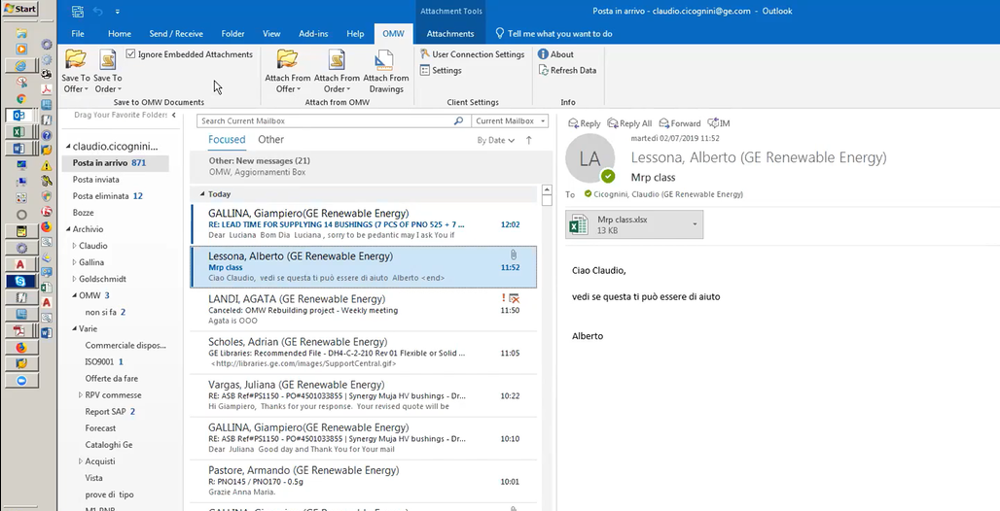 Start
Attachment Tools
Posta in arrivo - claudio.cicognini@ge.com - Outlook
File Home Send / Receive Folder View Add-ins Help OMW Attachments Tell me what you want to do
Ignore Embedded Attachments
Save To Offer
Save To Order
Save to OMW Documents
Attach From Offer
Attach From Order
Attach From Drawings
Attach from OMW
User Connection Settings
Settings
Client Settings
About
Refresh Data
Info
Drag Your Favorite Folders
claudio.cicognini...
Posta in arrivo 871
Posta inviata
Posta eliminata 12
Bozze
Archivio
Claudio
Gallina
Goldschmidt
OMW 3
non si fa 2
Varie
Commerciale dispos...
ISO9001 1
Offerte da fare
RPV commesse
Report SAP 2
Forecast
Cataloghi Ge
Acquisti
Vista
prove di tipo
M1 PNR
Search Current Mailbox
Current Mailbox
Focused Other
By Date
Other: New messages (21)
OMW, Aggiornamenti Box
Today
GALLINA, Giampiero(GE Renewable Energy)
RE: LEAD TIME FOR SUPPLYING 14 BUSHINGS (7 PCS OF PNO 525 + 7 ... 12:02
Dear Luciana Bom Dia Luciana , sorry to be pedantic may I ask You if
Lessona, Alberto (GE Renewable Energy)
Mrp class 11:52
Ciao Claudio, vedi se questa ti può essere di aiuto Alberto <end>
LANDI, AGATA (GE Renewable Energy)
Canceled: OMW Rebuilding project - Weekly meeting 11:50
Agata is OOO
Scholes, Adrian (GE Renewable Energy)
GE Libraries: Recommended File - DH4-C-2-210 Rev 01 Flexible or Solid ... 11:05
<http://libraries.ge.com/images/SupportCentral.gif>
Vargas, Juliana (GE Renewable Energy)
RE: ASB Ref#PS1150 - PO#4501033855 | Synergy Muja HV bushings - Dr... 10:22
Hi Giampiero, Thanks for your response. Your revised quote will be
GALLINA, Giampiero(GE Renewable Energy)
RE: ASB Ref#PS1150 - PO#4501033855 | Synergy Muja HV bushings - Dr... 10:10
Dear Juliana Good day and Thank You for Your mail
Pastore, Armando (GE Renewable Energy)
R: PNO145 / PNO170 - 0.5g 10:01
Grazie Anna Maria.
GALLINA, Giampiero(GE Renewable Energy)
Reply Reply All Forward IM
martedì 02/07/2019 11:52
LA
Lessona, Alberto (GE Renewable Energy)
Mrp class
To Cicognini, Claudio (GE Renewable Energy)
Mrp class.xlsx
13 KB
Ciao Claudio,
vedi se questa ti può essere di aiuto
Alberto